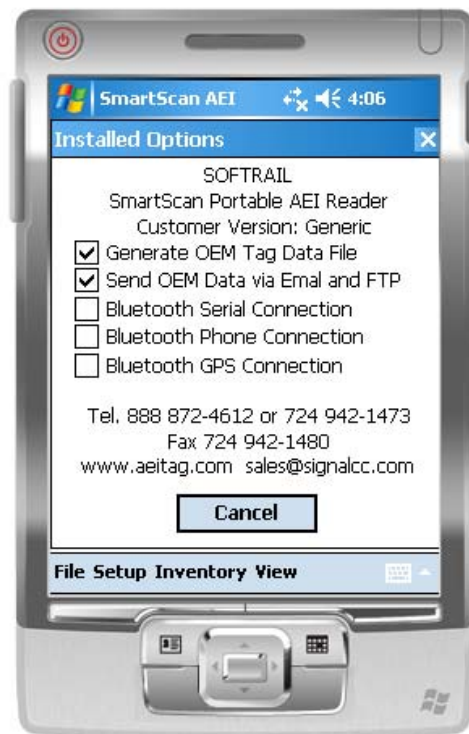 SmartScan AEI 4:06
Installed Options
SOFTRAIL
SmartScan Portable AEI Reader
Customer Version: Generic
Generate OEM Tag Data File
Send OEM Data via Emal and FTP
Bluetooth Serial Connection
Bluetooth Phone Connection
Bluetooth GPS Connection
Tel. 888 872-4612 or 724 942-1473
Fax 724 942-1480
www.aeitag.com sales@signalcc.com
Cancel
File Setup Inventory View